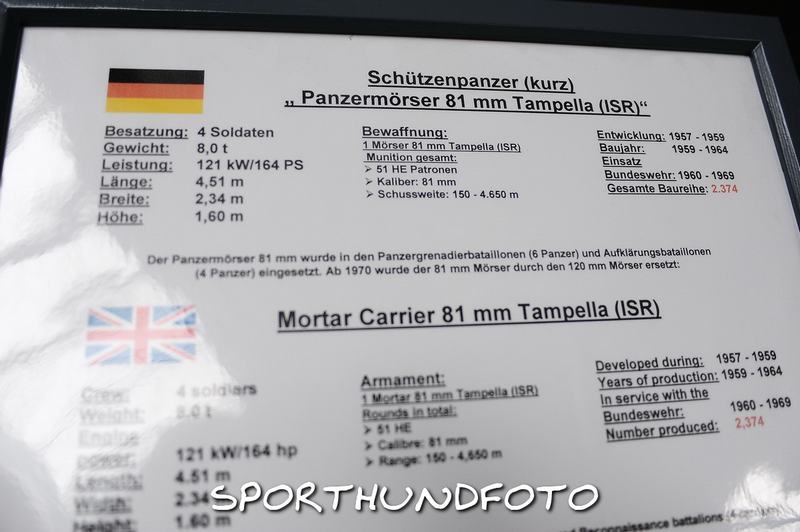 Schützenpanzer (kurz)
„ Panzermörser 81 mm Tampella (ISR)“
Besatzung: 4 Soldaten
Gewicht: 8,0 t
Leistung: 121 kW/164 PS
Länge: 4,51 m
Breite: 2,34 m
Höhe: 1,60 m
Bewaffnung:
1 Mörser 81 mm Tampella (ISR)
Munition gesamt:
➢ 51 HE Patronen
➢ Kaliber: 81 mm
➢ Schussweite: 150 - 4.650 m
Entwicklung: 1957 - 1959
Baujahr: 1959 - 1964
Einsatz
Bundeswehr: 1960 - 1969
Gesamte Baureihe: 2.374
Der Panzermörser 81 mm wurde in den Panzergrenadierbataillonen (6 Panzer) und Aufklärungsbataillonen
(4 Panzer) eingesetzt. Ab 1970 wurde der 81 mm Mörser durch den 120 mm Mörser ersetzt:
Mortar Carrier 81 mm Tampella (ISR)
Crew: 4 soldiers
Weight: 8.0 t
Engine
power: 121 kW/164 hp
Length: 4.51 m
Width: 2.34
Height: 1.60 m
Armament:
1 Mortar 81 mm Tampella (ISR)
Rounds in total:
➢ 51 HE
➢ Calibre: 81 mm
➢ Range: 150 - 4,650 m
Developed during: 1957 - 1959
Years of production: 1959 - 1964
In service with the
Bundeswehr: 1960 - 1969
Number produced: 2,374
Reconnaissance battalions (4
SPORTHUNDFOTO